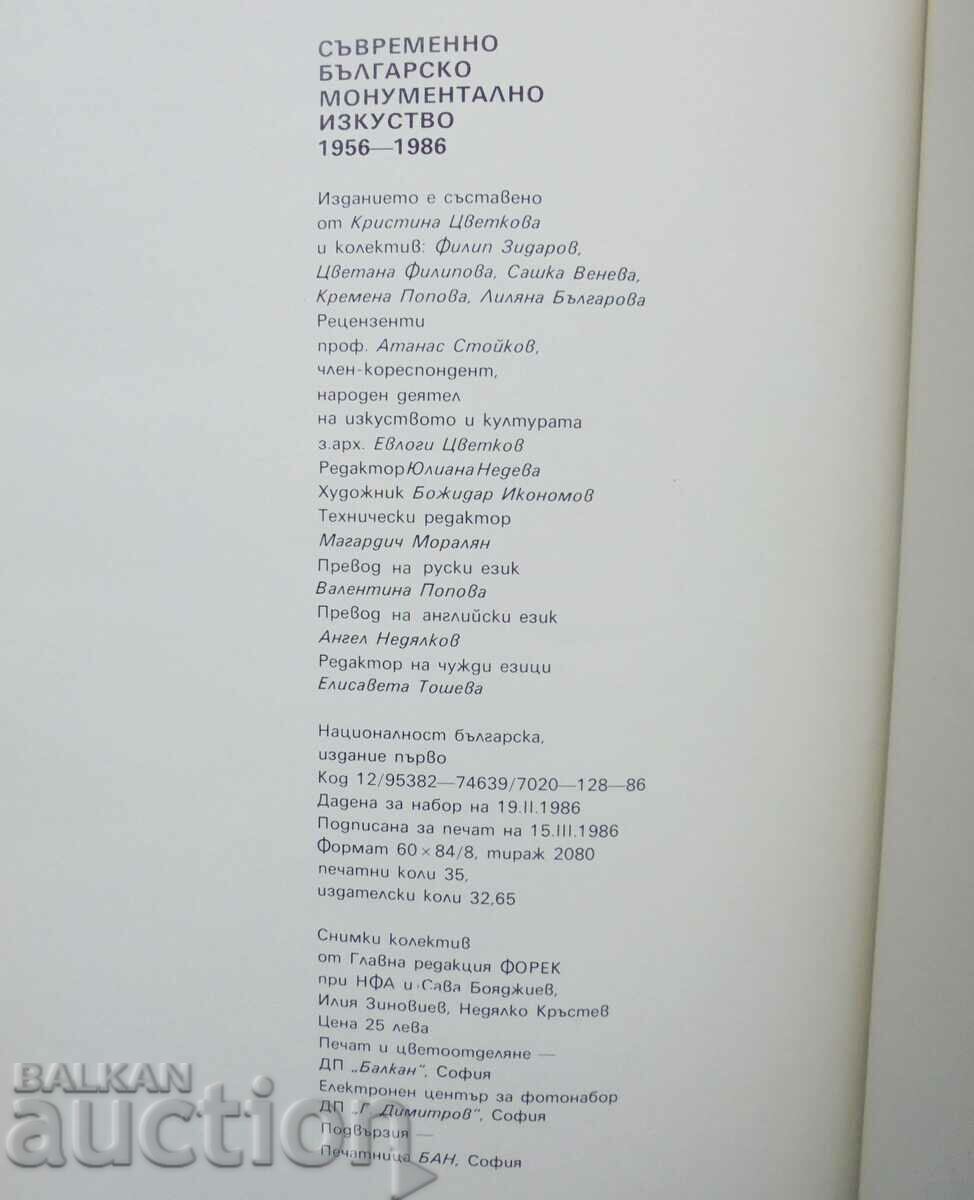 СЪВРЕМЕННО
БЪЛГАРСКО
МОНУМЕНТАЛНО
ИЗКУСТВО
1956—1986
Изданието е съставено
от Кристина Цветкова
и колектив: Филип Зидаров,
Цветана Филипова, Сашка Венева,
Кремена Попова, Лиляна Българова
Рецензенти
проф. Атанас Стойков,
член-кореспондент,
народен деятел
на изкуството и културата
з.арх. Евлоги Цветков
Редактор Юлиана Недева
Художник Божидар Икономов
Технически редактор
Магардич Моралян
Превод на руски език
Валентина Попова
Превод на английски език
Ангел Недялков
Редактор на чужди езици
Елисавета Тошева
Националност българска,
издание първо
Код 12/95382—74639/7020—128—86
Дадена за набор на 19.II.1986
Подписана за печат на 15.III.1986
Формат 60 × 84/8, тираж 2080
печатни коли 35,
издателски коли 32,65
Снимки колектив
от Главна редакция ФОРЕК
при НФА и Сава Бояджиев,
Илия Зиновиев, Недялко Кръстев
Цена 25 лева
Печат и цветоотделяне —
ДП „Балкан“, София
Електронен център за фотонабор
ДП „Г. Димитров“, София
Подвързия —
Печатница БАН, София
BALKAN
auction